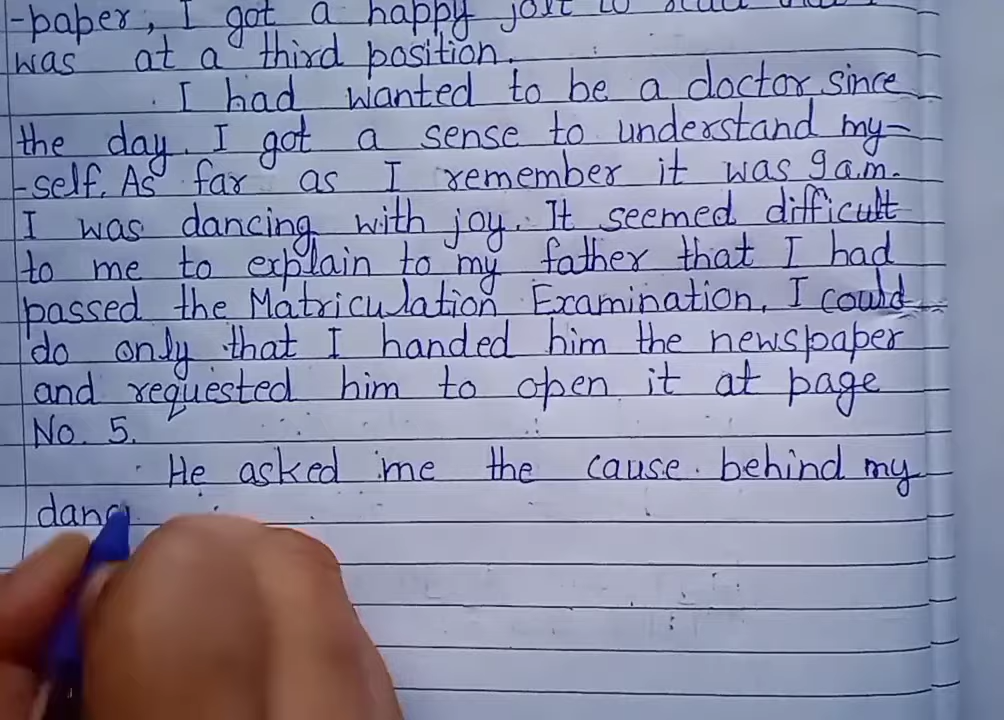 -paper, I got a happy jolt to
was at a third position.
I had wanted to be a doctor since
the day. I got a sense to understand my-
-self. As far as I remember it was 9 a.m.
I was dancing with joy. It seemed difficult
to me to explain to my father that I had
passed the Matriculation Examination. I could
do only that I handed him the newspaper
and requested him to open it at page
No. 5.
He asked me the cause behind my
danc